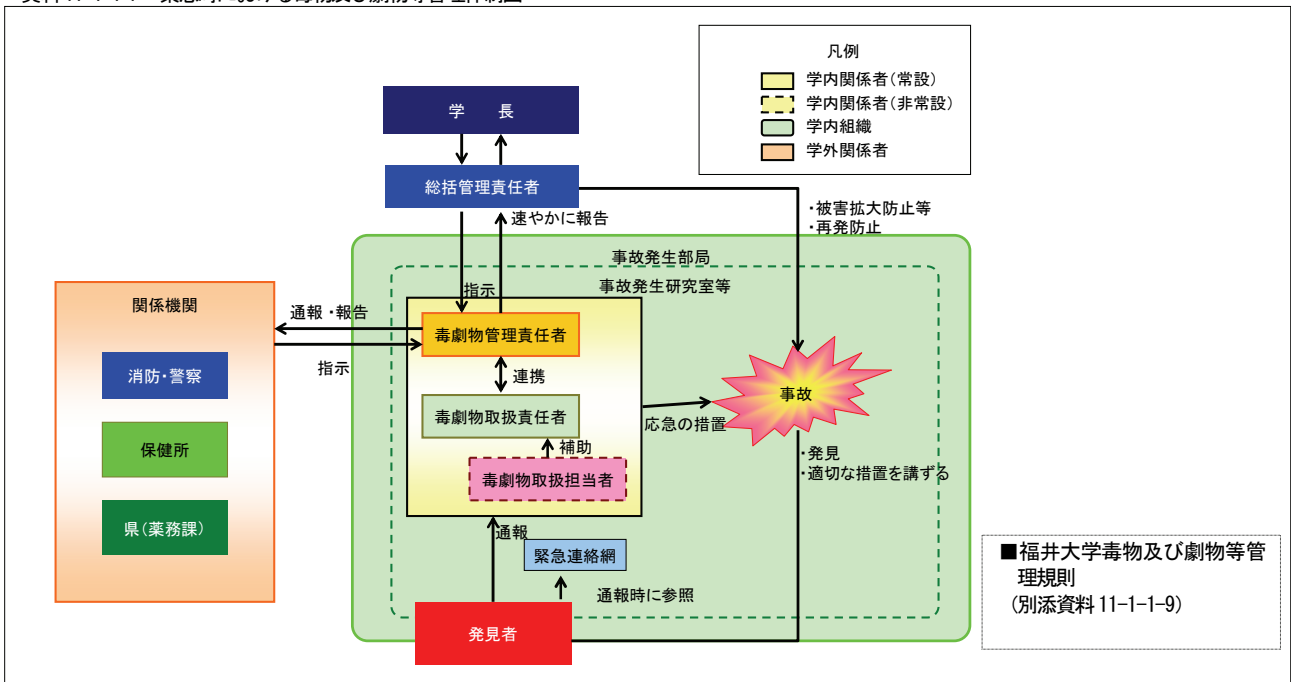 凡例
学内関係者(常設)
学内関係者(非常設)
学内組織
学外関係者
学 長
総括管理責任者
速やかに報告
・被害拡大防止等
・再発防止
事故発生部局
事故発生研究室等
指示
関係機関
通報・報告
指示
消防・警察
保健所
県(薬務課)
毒劇物管理責任者
連携
毒劇物取扱責任者
補助
毒劇物取扱担当者
応急の措置
事故
・発見
・適切な措置を講ずる
通報
緊急連絡網
通報時に参照
発見者
■福井大学毒物及び劇物等管
理規則
(別添資料 11-1-1-9)